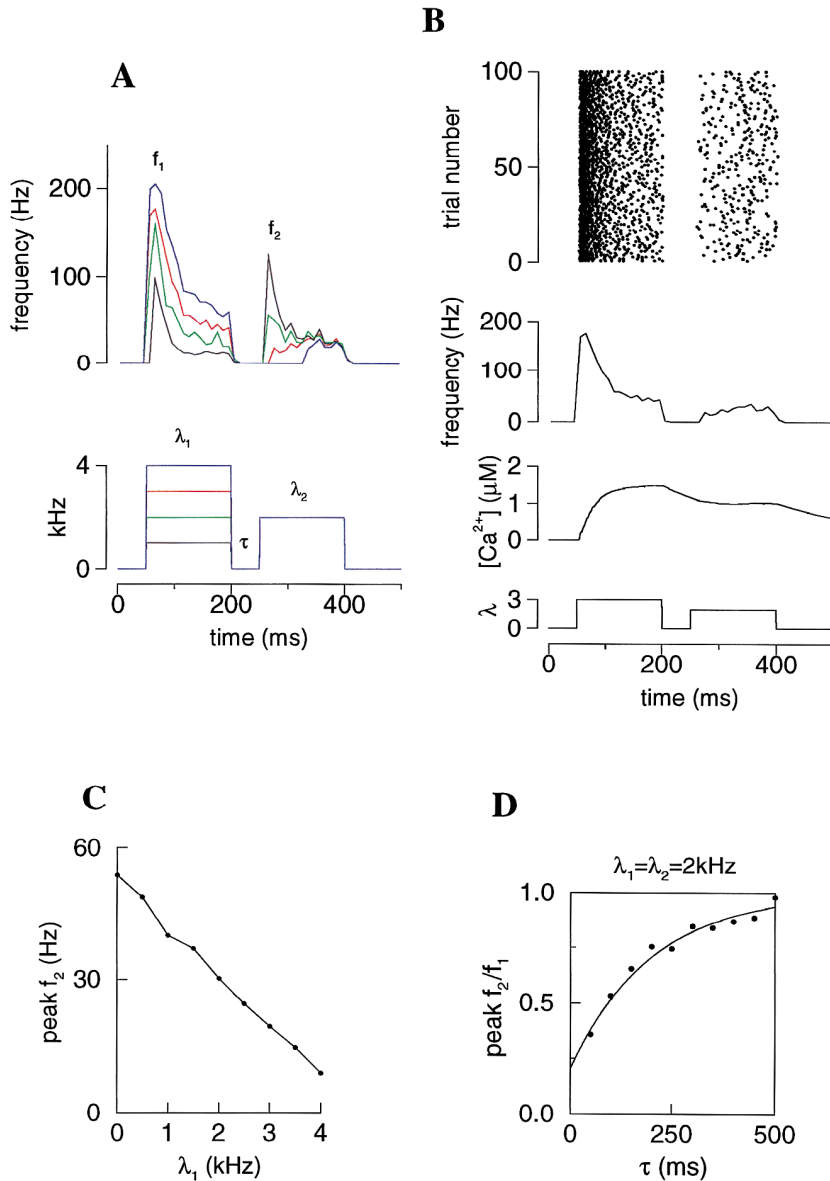 A
f₁
f₂
frequency (Hz)
200
100
0
λ₁
λ₂
τ
kHz
4
0
0 200 400
time (ms)
B
trial number
100
50
0
frequency (Hz)
200
100
0
[Ca²⁺] (μM)
2
1
0
λ
3
0
0 200 400
time (ms)
C
peak f₂ (Hz)
60
30
0
0 1 2 3 4
λ₁ (kHz)
D
λ₁=λ₂=2kHz
peak f₂/f₁
1.0
0.5
0.0
0 250 500
τ (ms)